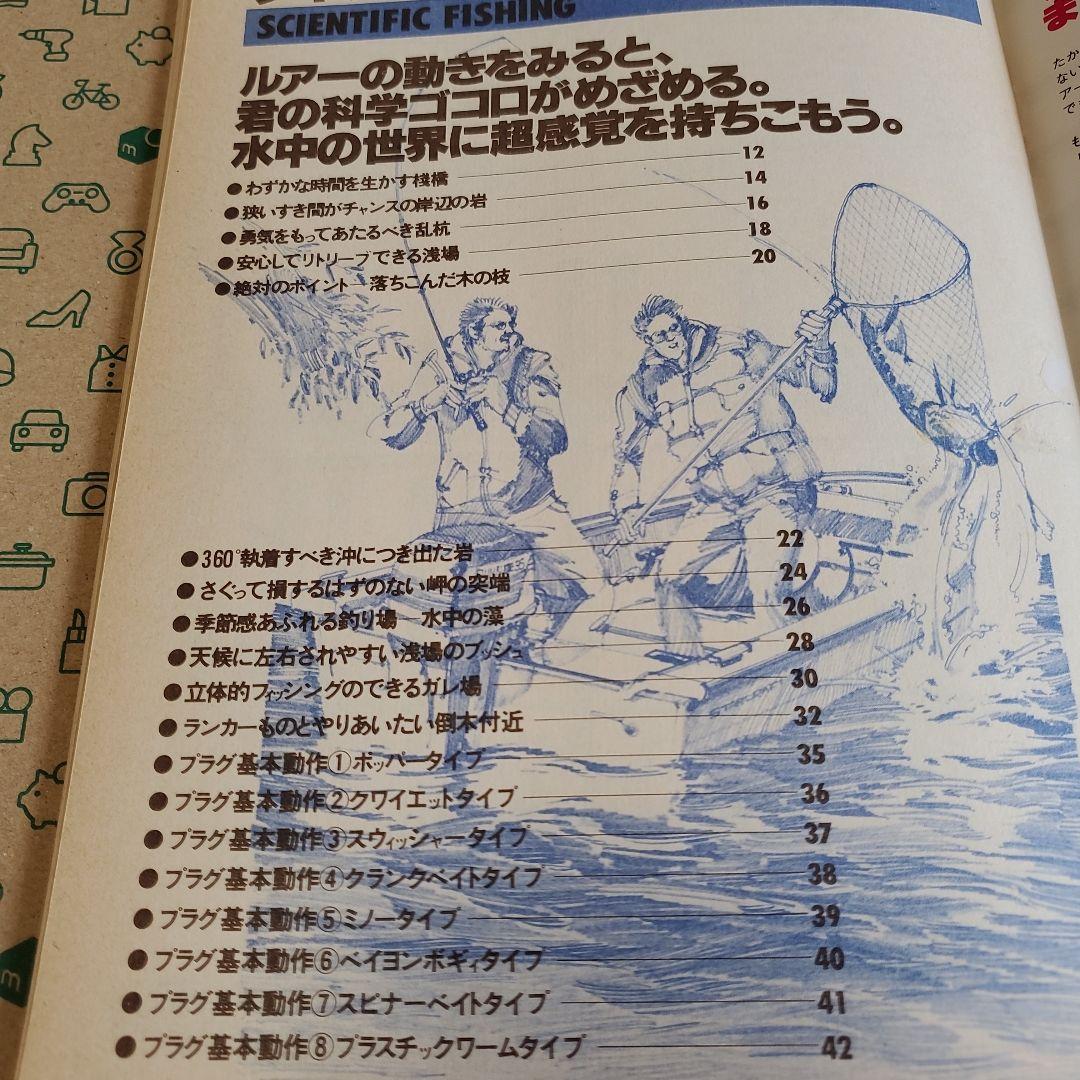 SCIENTIFIC FISHING
ルアーの動きをみると、
君の科学ゴコロがめざめる。
水中の世界に超感覚を持ちこもう。
●わずかな時間を生かす棧橋 12
●狭いすき間がチャンスの岸辺の岩 14
●勇気をもってあたるべき乱杭 16
●安心してリトリーブできる浅場 18
●絶対のポイント—落ちこんだ木の枝 20
●360°執着すべき沖につき出た岩 22
●さぐって損するはずのない岬の突端 24
●季節感あふれる釣り場—水中の藻 26
●天候に左右されやすい浅場のブッシュ 28
●立体的フィッシングのできるガレ場 30
●ランカーものとやりあいたい倒木付近 32
●プラグ基本動作①ポッパータイプ 35
●プラグ基本動作②クワイエットタイプ 36
●プラグ基本動作③スウィッシャータイプ 37
●プラグ基本動作④クランクベイトタイプ 38
●プラグ基本動作⑤ミノータイプ 39
●プラグ基本動作⑥ベイヨンボギィタイプ 40
●プラグ基本動作⑦スピナーベイトタイプ 41
●プラグ基本動作⑧プラスチックワームタイプ 42
ま
たか
ない
アー
で
も
m
m